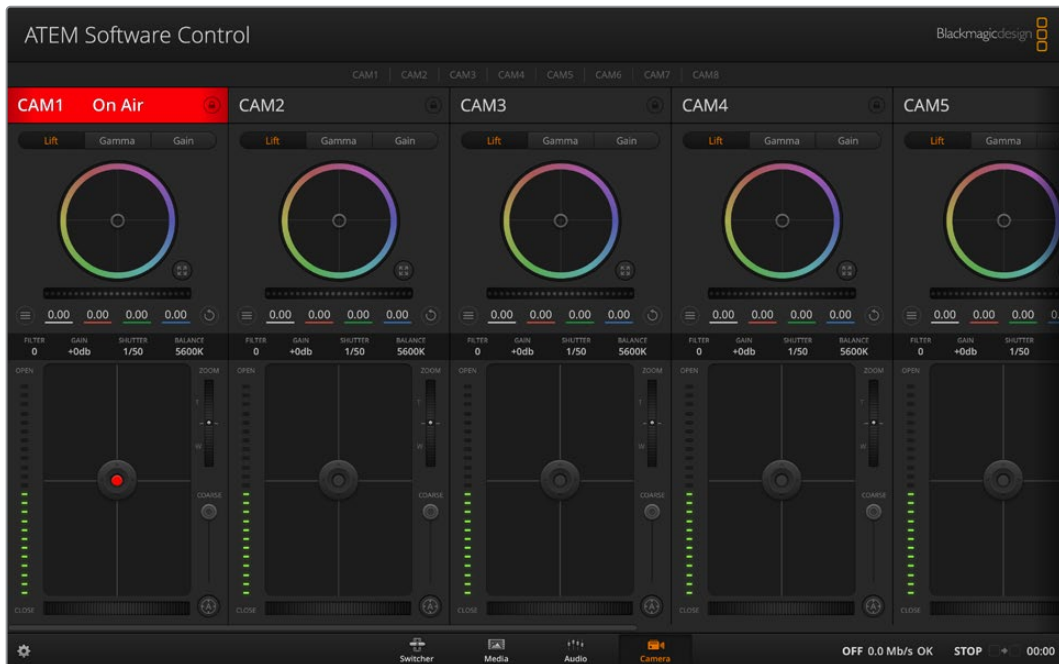 ATEM Software Control
Blackmagicdesign
CAM1 CAM2 CAM3 CAM4 CAM5 CAM6 CAM7 CAM8
CAM1 On Air CAM2 CAM3 CAM4 CAM5
Lift Gamma Gain Lift Gamma Gain Lift Gamma Gain Lift Gamma Gain Lift Gamma
0.00 0.00 0.00 0.00 0.00 0.00 0.00 0.00 0.00 0.00 0.00 0.00 0.00 0.00 0.00 0.00 0.00 0.00 0.00
FILTER GAIN SHUTTER BALANCE FILTER GAIN SHUTTER BALANCE FILTER GAIN SHUTTER BALANCE FILTER GAIN SHUTTER BALANCE FILTER GAIN SHUTTER
0 +0db 1/50 5600K 0 +0db 1/50 5600K 0 +0db 1/50 5600K 0 +0db 1/50 5600K 0 +0db 1/50
OPEN ZOOM OPEN ZOOM OPEN ZOOM OPEN ZOOM OPEN
T T T T
W W W W
COARSE COARSE COARSE COARSE
CLOSE A CLOSE A CLOSE A CLOSE A CLOSE
Switcher Media Audio Camera OFF 0.0 Mb/s OK STOP 00:00